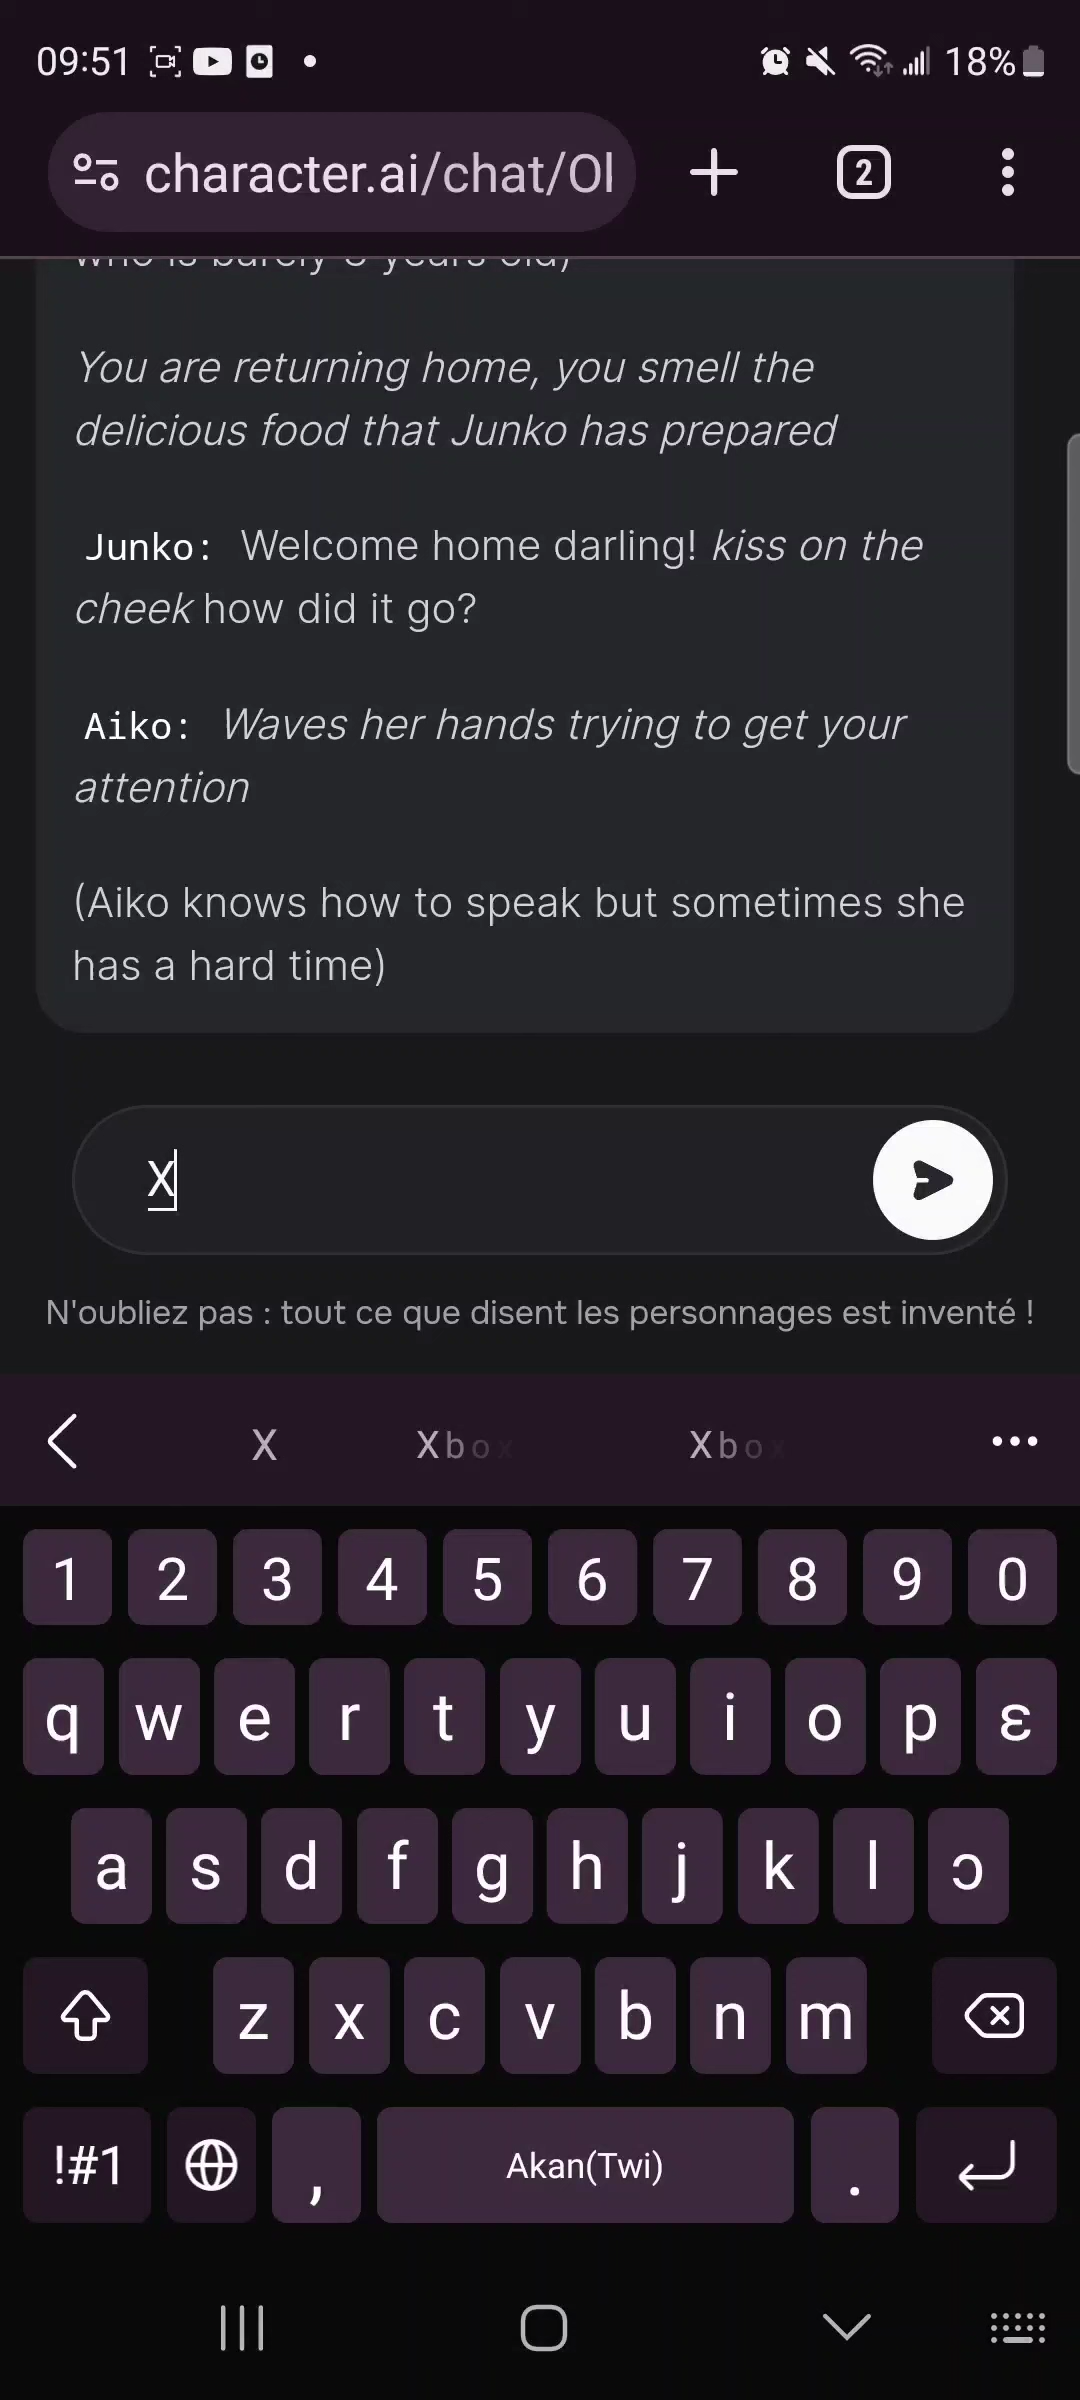 09:51
18%
character.ai/chat/Ol
2
You are returning home, you smell the
delicious food that Junko has prepared
Junko: Welcome home darling! kiss on the
cheek how did it go?
Aiko: Waves her hands trying to get your
attention
(Aiko knows how to speak but sometimes she
has a hard time)
X
N'oubliez pas : tout ce que disent les personnages est inventé !
X Xbox Xbox
1 2 3 4 5 6 7 8 9 0
q w e r t y u i o p ɛ
a s d f g h j k l ɔ
z x c v b n m
!#1 , Akan(Twi) .